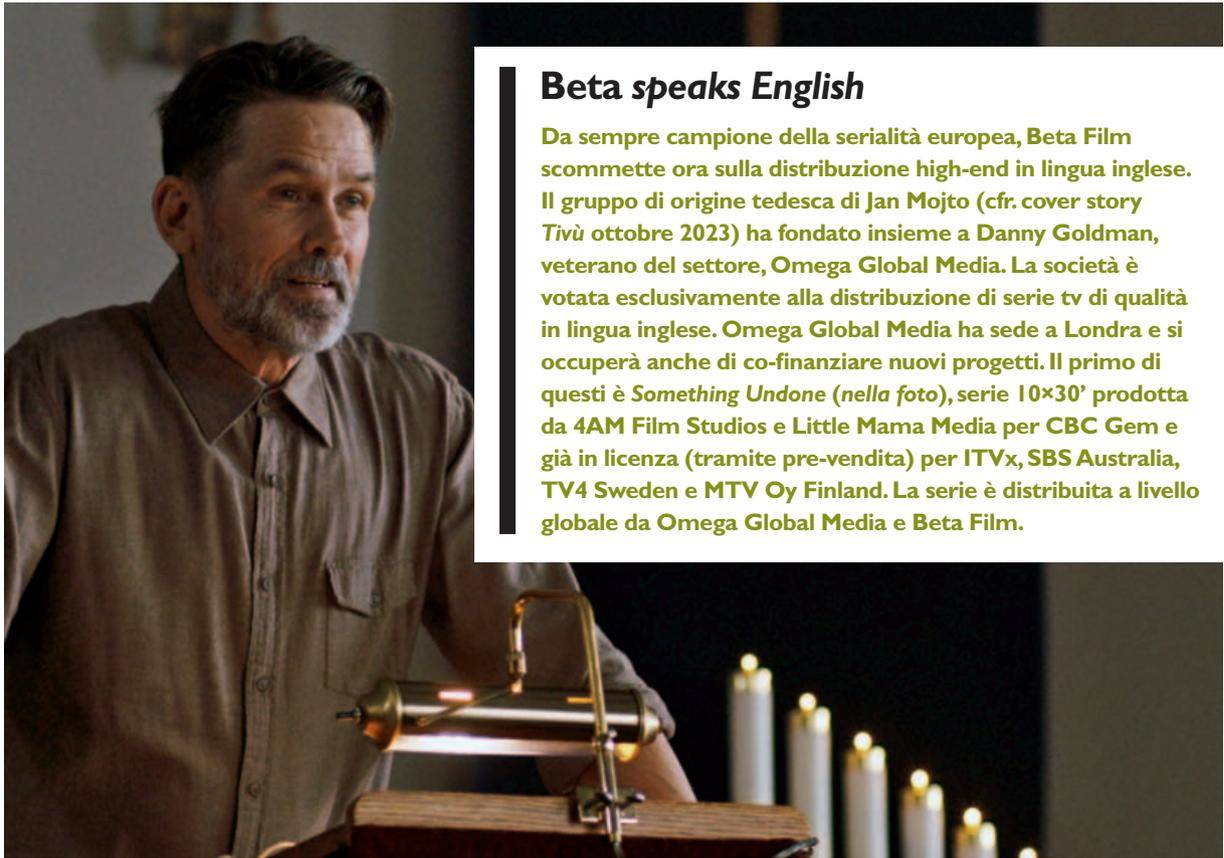 Beta speaks English
Da sempre campione della serialità europea, Beta Film
scommette ora sulla distribuzione high-end in lingua inglese.
Il gruppo di origine tedesca di Jan Mojto (cfr. cover story
Tivù ottobre 2023) ha fondato insieme a Danny Goldman,
veterano del settore, Omega Global Media. La società è
votata esclusivamente alla distribuzione di serie tv di qualità
in lingua inglese. Omega Global Media ha sede a Londra e si
occuperà anche di co-finanziare nuovi progetti. Il primo di
questi è Something Undone (nella foto), serie 10×30’ prodotta
da 4AM Film Studios e Little Mama Media per CBC Gem e
già in licenza (tramite pre-vendita) per ITVx, SBS Australia,
TV4 Sweden e MTV Oy Finland. La serie è distribuita a livello
globale da Omega Global Media e Beta Film.